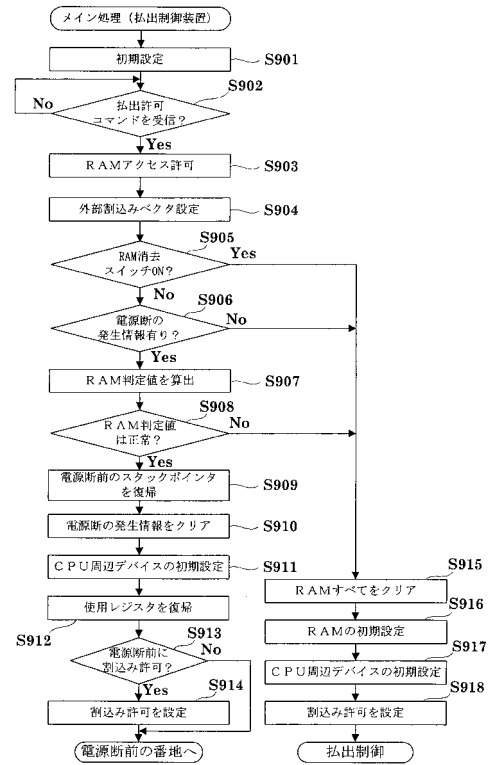 メイン処理（払出制御装置）
初期設定
S901
S902
No
払出許可
コマンドを受信？
Yes
RAMアクセス許可
S903
外部割込みベクタ設定
S904
S905
RAM消去
スイッチON？
Yes
No
S906
電源断の
発生情報有り？
No
Yes
RAM判定値を算出
S907
S908
RAM判定値
は正常？
No
Yes
電源断前のスタックポインタ
を復帰
S909
電源断の発生情報をクリア
S910
CPU周辺デバイスの初期設定
S911
使用レジスタを復帰
S912
S913
電源断前に
割込み許可？
No
Yes
S914
割込み許可を設定
電源断前の番地へ
S915
RAMすべてをクリア
S916
RAMの初期設定
S917
CPU周辺デバイスの初期設定
S918
割込み許可を設定
払出制御